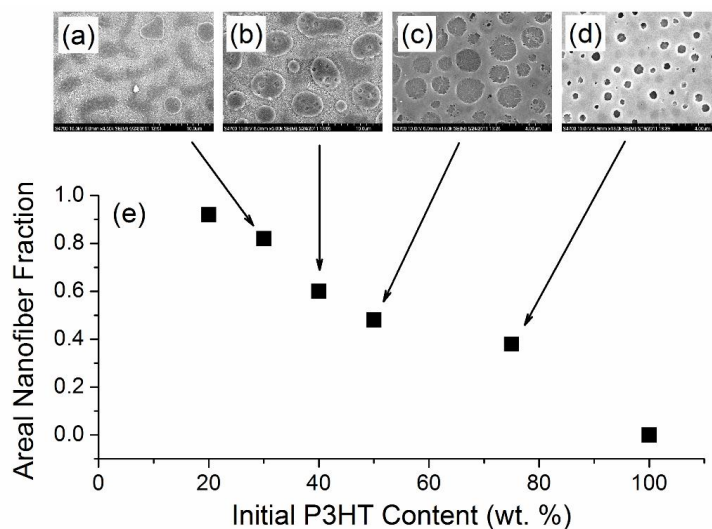 (a)
(b)
(c)
(d)
(e)
Areal Nanofiber Fraction
1.0
0.8
0.6
0.4
0.2
0.0
0
20
40
60
80
100
Initial P3HT Content (wt. %)